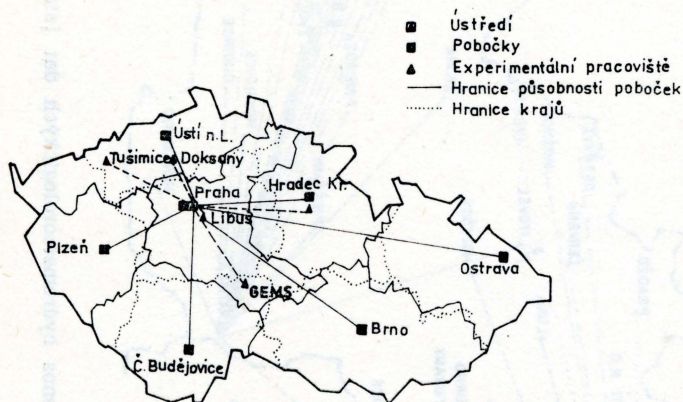 Ústředí
Pobočky
Experimentální pracoviště
Hranice působnosti poboček
Hranice krajů
Ústí n.L.
Tušimice
Doksany
Praha
Hradec Kr.
Libuš
Plzeň
GEMS
Ostrava
Brno
Č. Budějovice